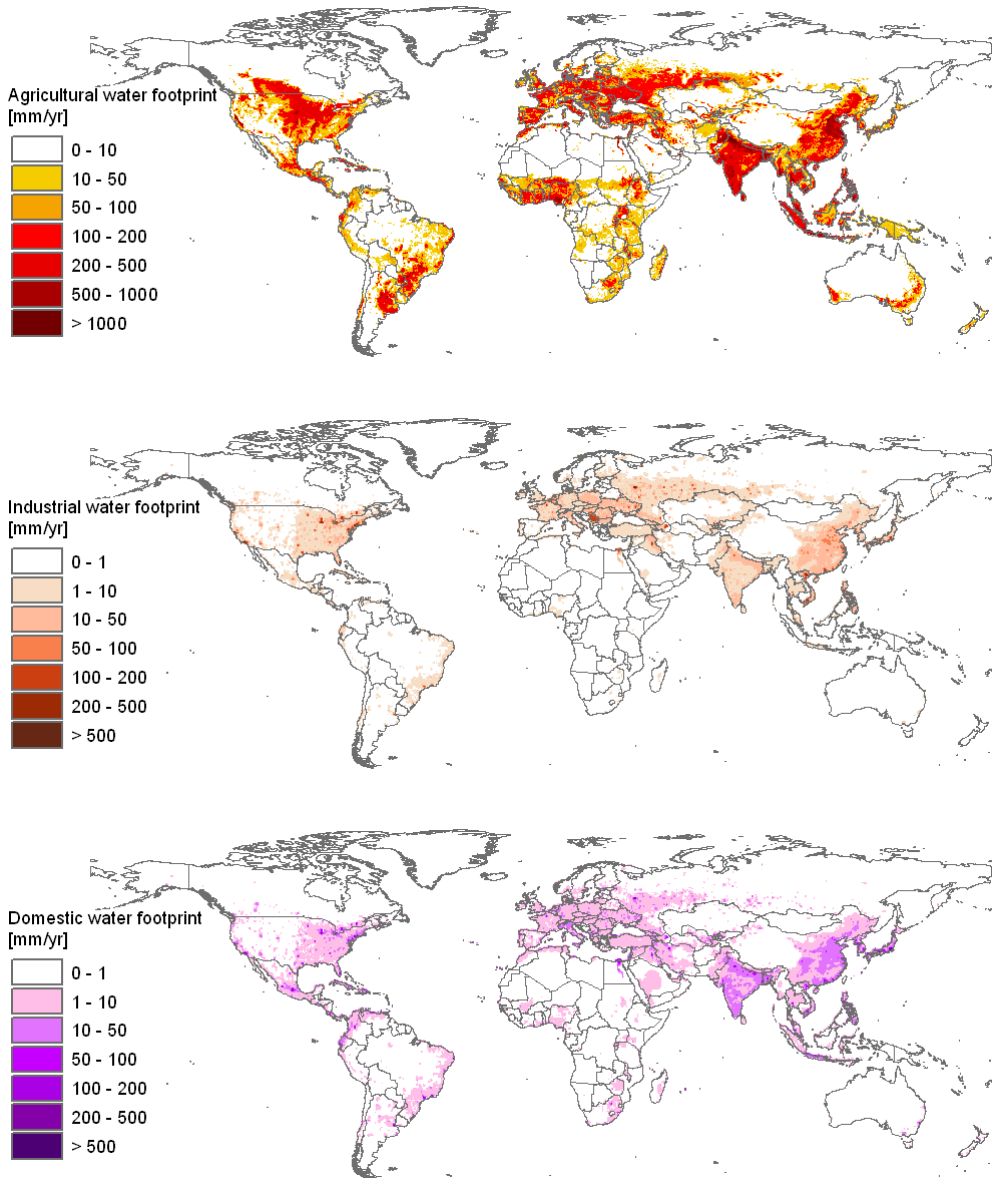 Agricultural water footprint
[mm/yr]
0 - 10
10 - 50
50 - 100
100 - 200
200 - 500
500 - 1000
> 1000
Industrial water footprint
[mm/yr]
0 - 1
1 - 10
10 - 50
50 - 100
100 - 200
200 - 500
> 500
Domestic water footprint
[mm/yr]
0 - 1
1 - 10
10 - 50
50 - 100
100 - 200
200 - 500
> 500